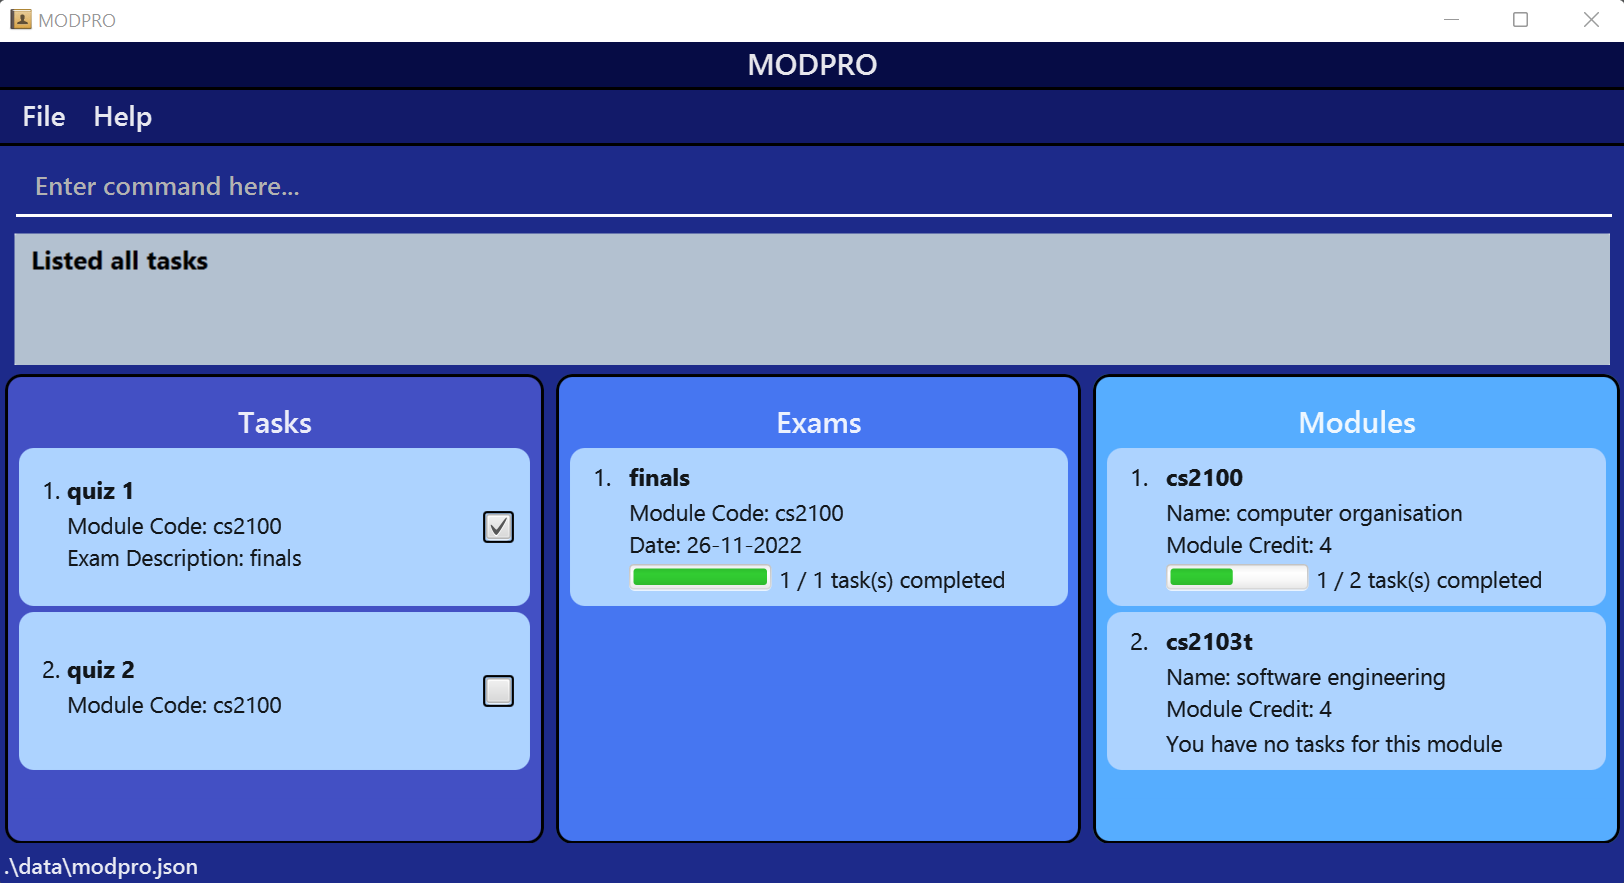 MODPRO
MODPRO
File Help
Enter command here...
Listed all tasks
Tasks
1. quiz 1
Module Code: cs2100
Exam Description: finals
2. quiz 2
Module Code: cs2100
Exams
1. finals
Module Code: cs2100
Date: 26-11-2022
1 / 1 task(s) completed
Modules
1. cs2100
Name: computer organisation
Module Credit: 4
1 / 2 task(s) completed
2. cs2103t
Name: software engineering
Module Credit: 4
You have no tasks for this module
.\data\modpro.json